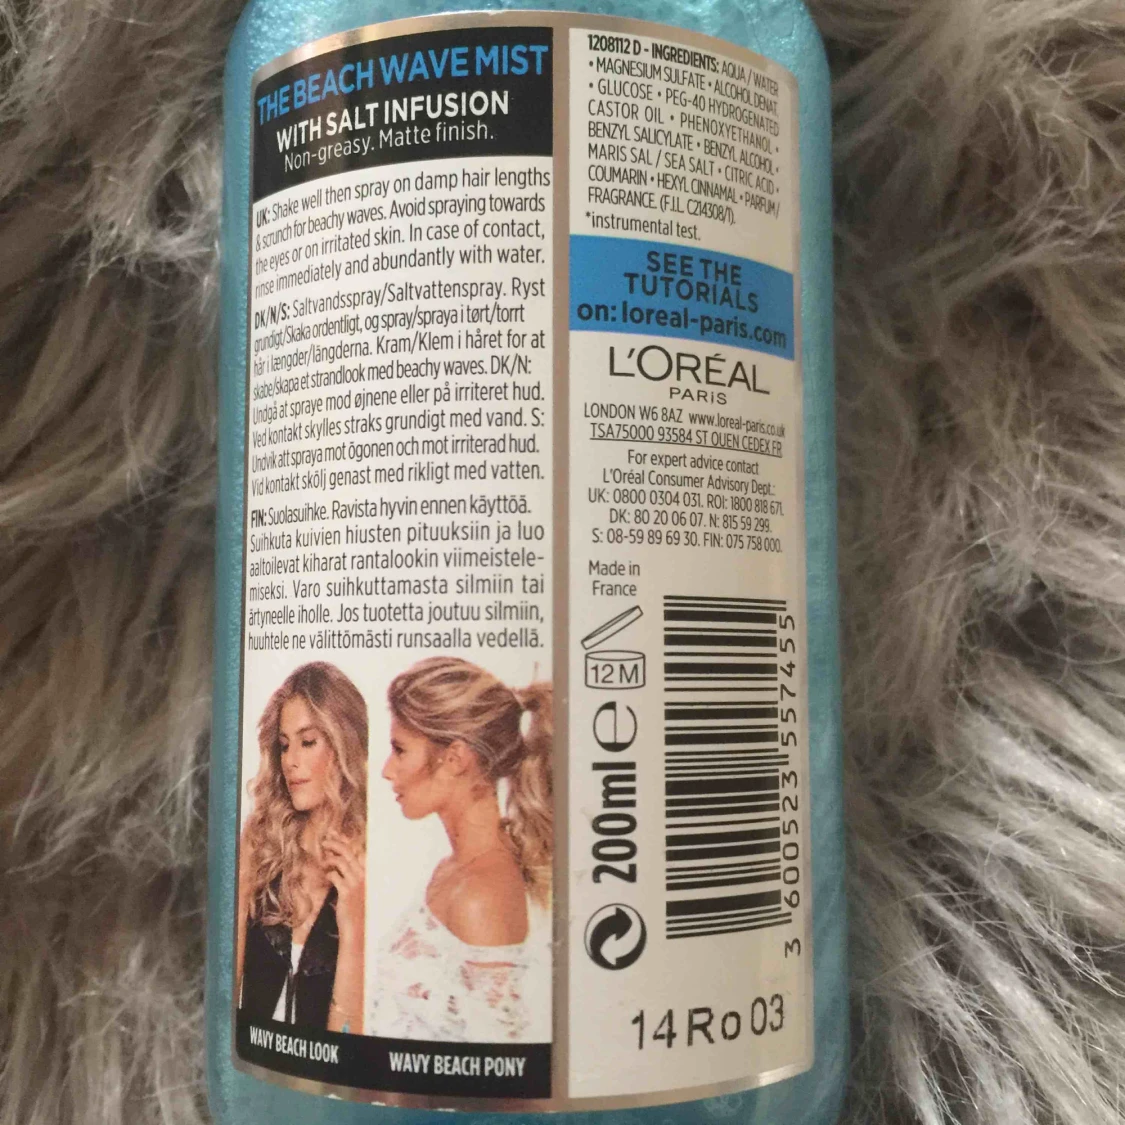 THE BEACH WAVE MIST
WITH SALT INFUSION
Non-greasy. Matte finish.
UK: Shake well then spray on damp hair lengths
& scrunch for beachy waves. Avoid spraying towards
the eyes or on irritated skin. In case of contact,
rinse immediately and abundantly with water.
DK/N/S: Saltvandsspray/Saltvattenspray. Ryst
grundigt/Skaka ordentligt, og spray/spraya i tørt/torrt
hår i længder/längderna. Kram/Klem i håret for at
skabe/skapa et strandlook med beachy waves. DK/N:
Undgå at spraye mod øjnene eller på irriteret hud.
Ved kontakt skylles straks grundigt med vand. S:
Undvik att spraya mot ögonen och mot irriterad hud.
Vid kontakt skölj genast med rikligt med vatten.
FIN: Suolasuihke. Ravista hyvin ennen käyttöä.
Suihkuta kuivien hiusten pituuksiin ja luo
aaltoilevat kiharat rantalookin viimeistele-
miseksi. Varo suihkuttamasta silmiin tai
ärtyneelle iholle. Jos tuotetta joutuu silmiin,
huuhtele ne välittömästi runsaalla vedellä.
WAVY BEACH LOOK
WAVY BEACH PONY
1208112 D - INGREDIENTS: AQUA / WATER
• MAGNESIUM SULFATE • ALCOHOL DENAT.
• GLUCOSE • PEG-40 HYDROGENATED
CASTOR OIL • PHENOXYETHANOL •
BENZYL SALICYLATE • BENZYL ALCOHOL •
MARIS SAL / SEA SALT • CITRIC ACID •
COUMARIN • HEXYL CINNAMAL • PARFUM /
FRAGRANCE. (F.I.L. C214308/1).
*instrumental test.
SEE THE
TUTORIALS
on: loreal-paris.com
L'ORÉAL
PARIS
LONDON W6 8AZ www.loreal-paris.co.uk
TSA75000 93584 ST OUEN CEDEX FR
For expert advice contact
L'Oréal Consumer Advisory Dept.:
UK: 0800 0304 031. ROI: 1800 818 671.
DK: 80 20 06 07. N: 815 59 299.
S: 08-59 89 69 30. FIN: 075 758 000.
Made in
France
12 M
200ml e
3 600523 557455
14 Ro 03